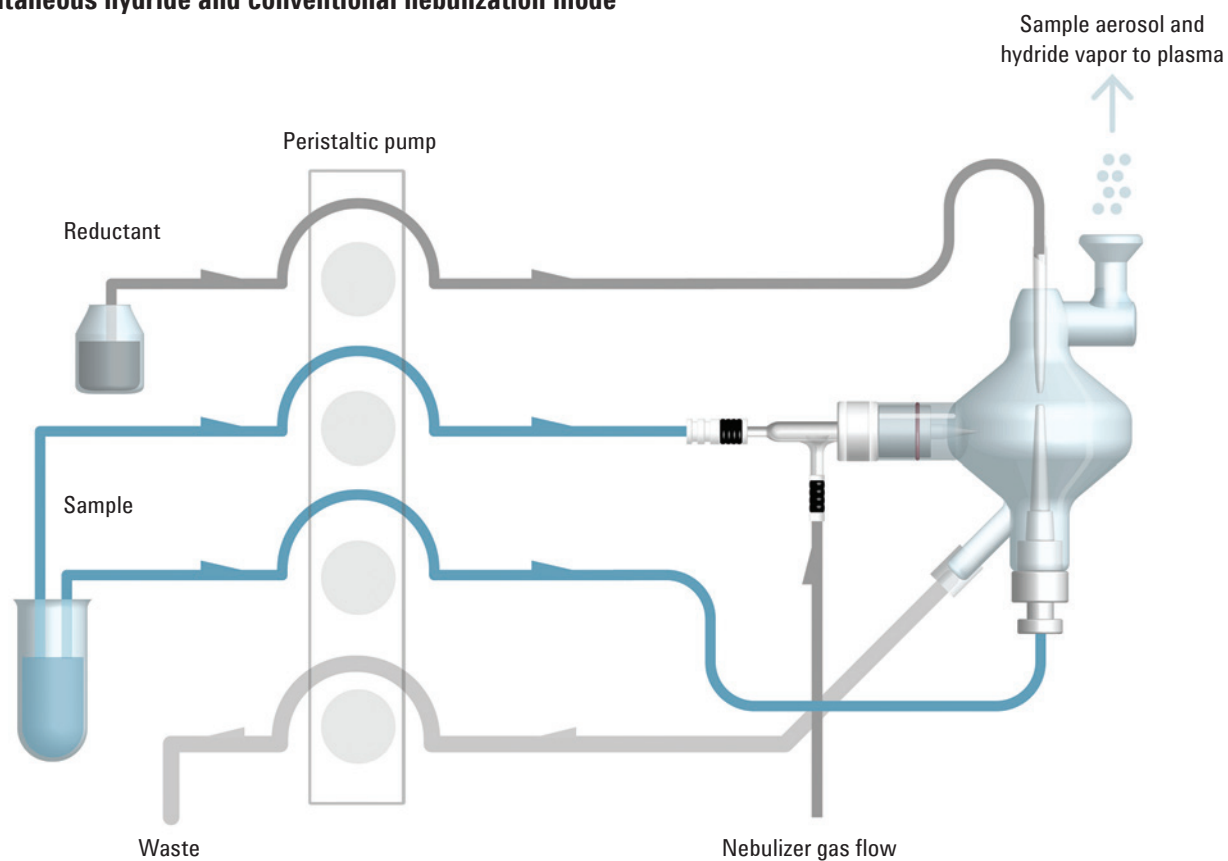 hydride and conventional nebulization mode
Sample aerosol and
hydride vapor to plasma
Peristaltic pump
Reductant
Sample
Waste
Nebulizer gas flow